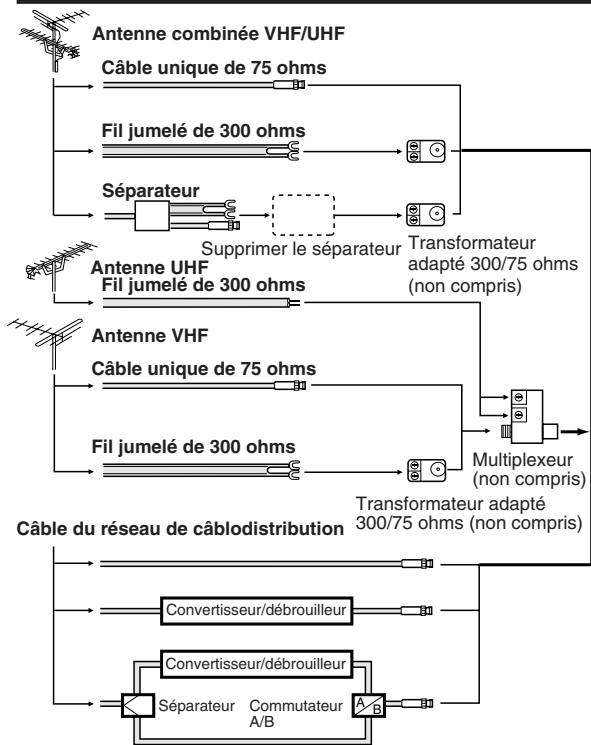 Antenne combinée VHF/UHF
Câble unique de 75 ohms
Fil jumelé de 300 ohms
Séparateur
Supprimer le séparateur
Transformateur
adapté 300/75 ohms
(non compris)
Antenne UHF
Fil jumelé de 300 ohms
Antenne VHF
Câble unique de 75 ohms
Fil jumelé de 300 ohms
Multiplexeur
(non compris)
Transformateur adapté
300/75 ohms (non compris)
Câble du réseau de câblodistribution
Convertisseur/débrouilleur
Convertisseur/débrouilleur
Séparateur
Commutateur
A/B
A
B